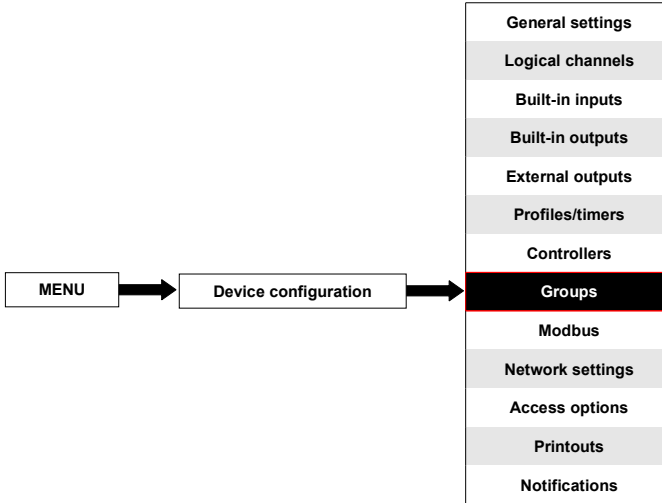 General settings
Logical channels
Built-in inputs
Built-in outputs
External outputs
Profiles/timers
Controllers
MENU
Device configuration
Groups
Modbus
Network settings
Access options
Printouts
Notifications